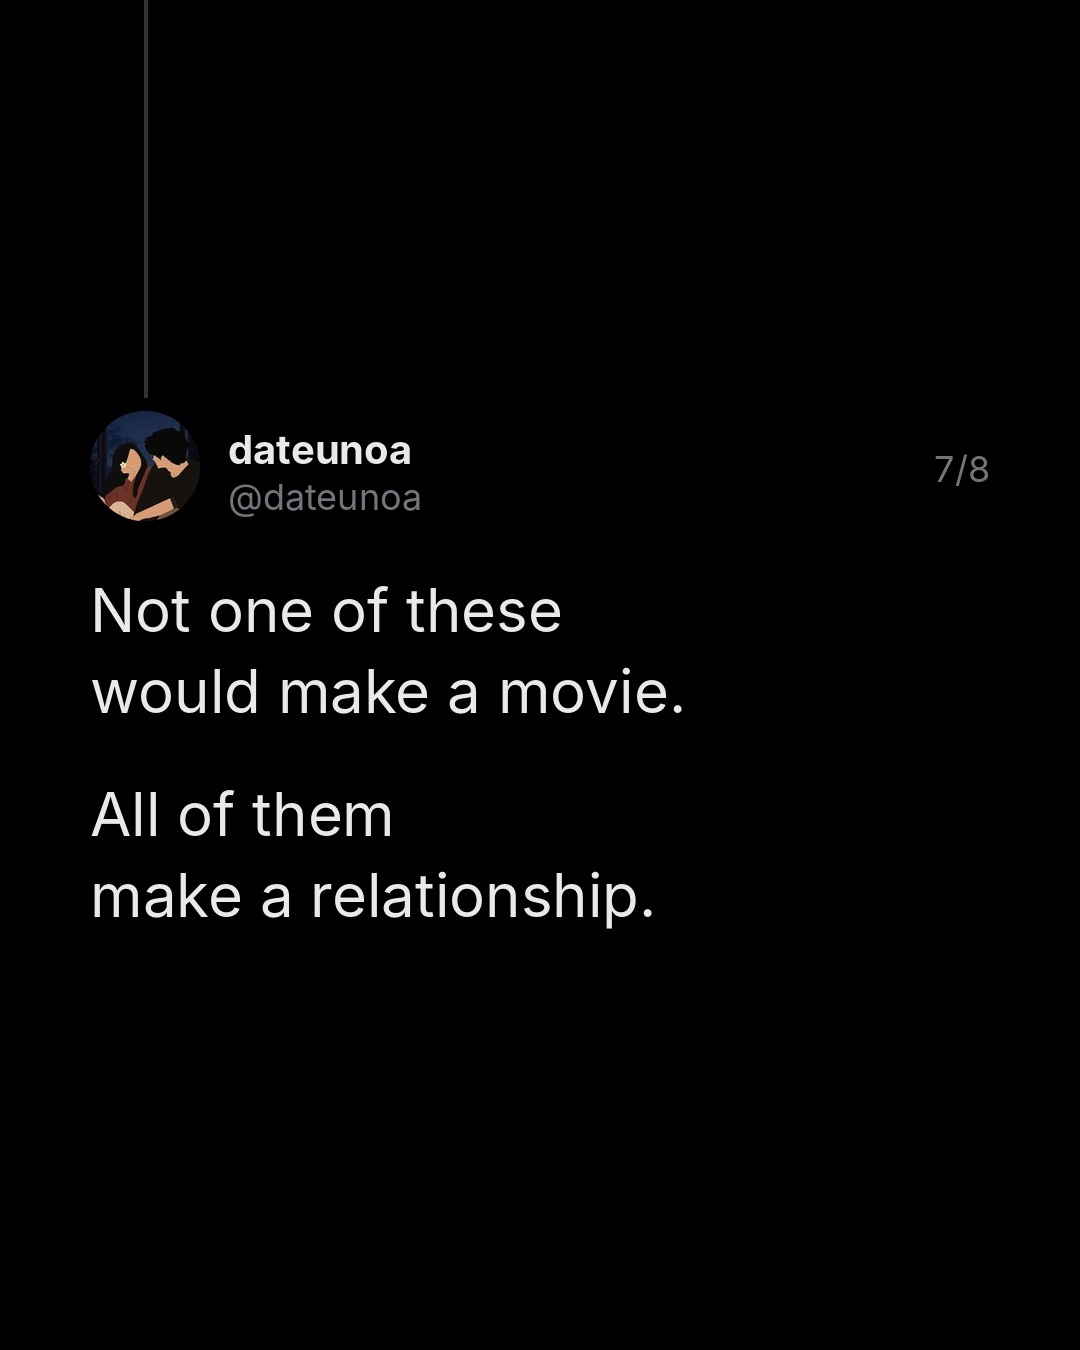 dateunoa
@dateunoa
7/8
Not one of these
would make a movie.
All of them
make a relationship.